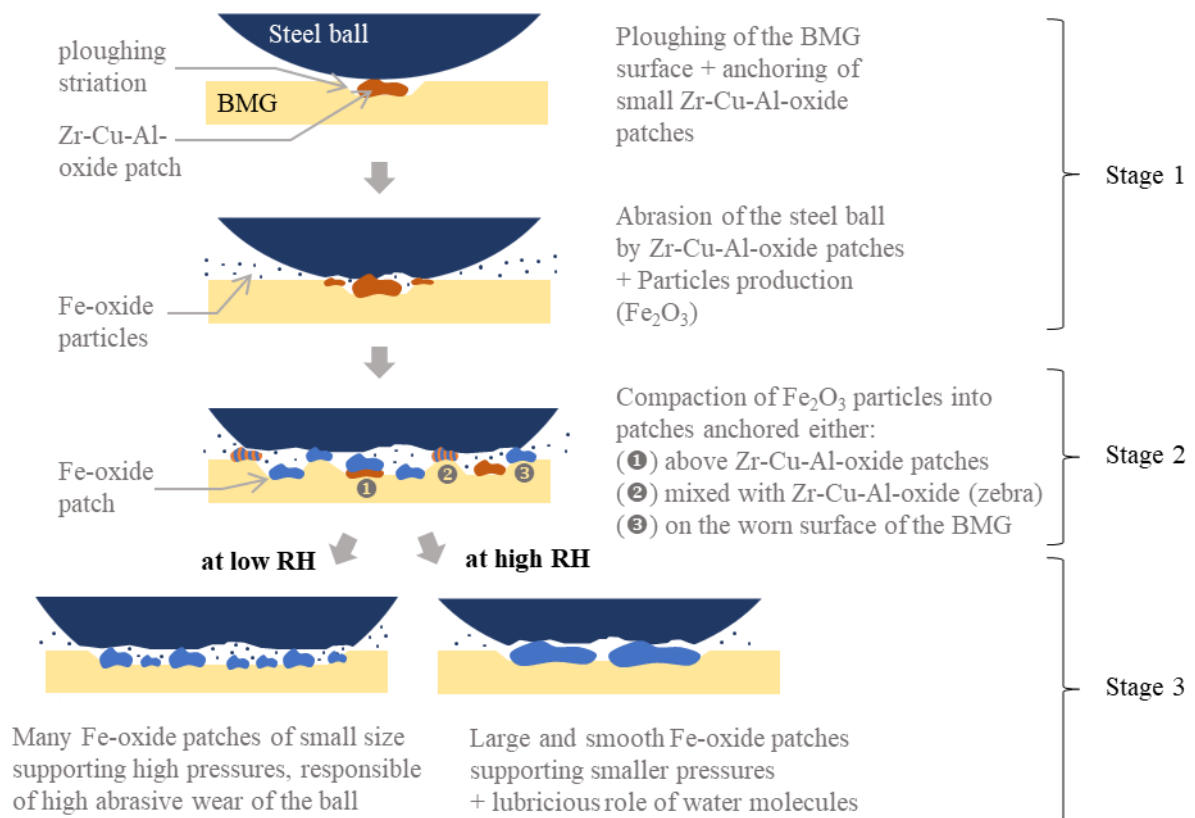 Steel ball
ploughing
striation
BMG
Zr-Cu-Al-
oxide patch
Ploughing of the BMG
surface + anchoring of
small Zr-Cu-Al-oxide
patches
Stage 1
Fe-oxide
particles
Abrasion of the steel ball
by Zr-Cu-Al-oxide patches
+ Particles production
(Fe₂O₃)
Fe-oxide
patch
❶
❷
❸
Compaction of Fe₂O₃ particles into
patches anchored either:
(❶) above Zr-Cu-Al-oxide patches
(❷) mixed with Zr-Cu-Al-oxide (zebra)
(❸) on the worn surface of the BMG
Stage 2
at low RH
at high RH
Stage 3
Many Fe-oxide patches of small size
supporting high pressures, responsible
of high abrasive wear of the ball
Large and smooth Fe-oxide patches
supporting smaller pressures
+ lubricious role of water molecules